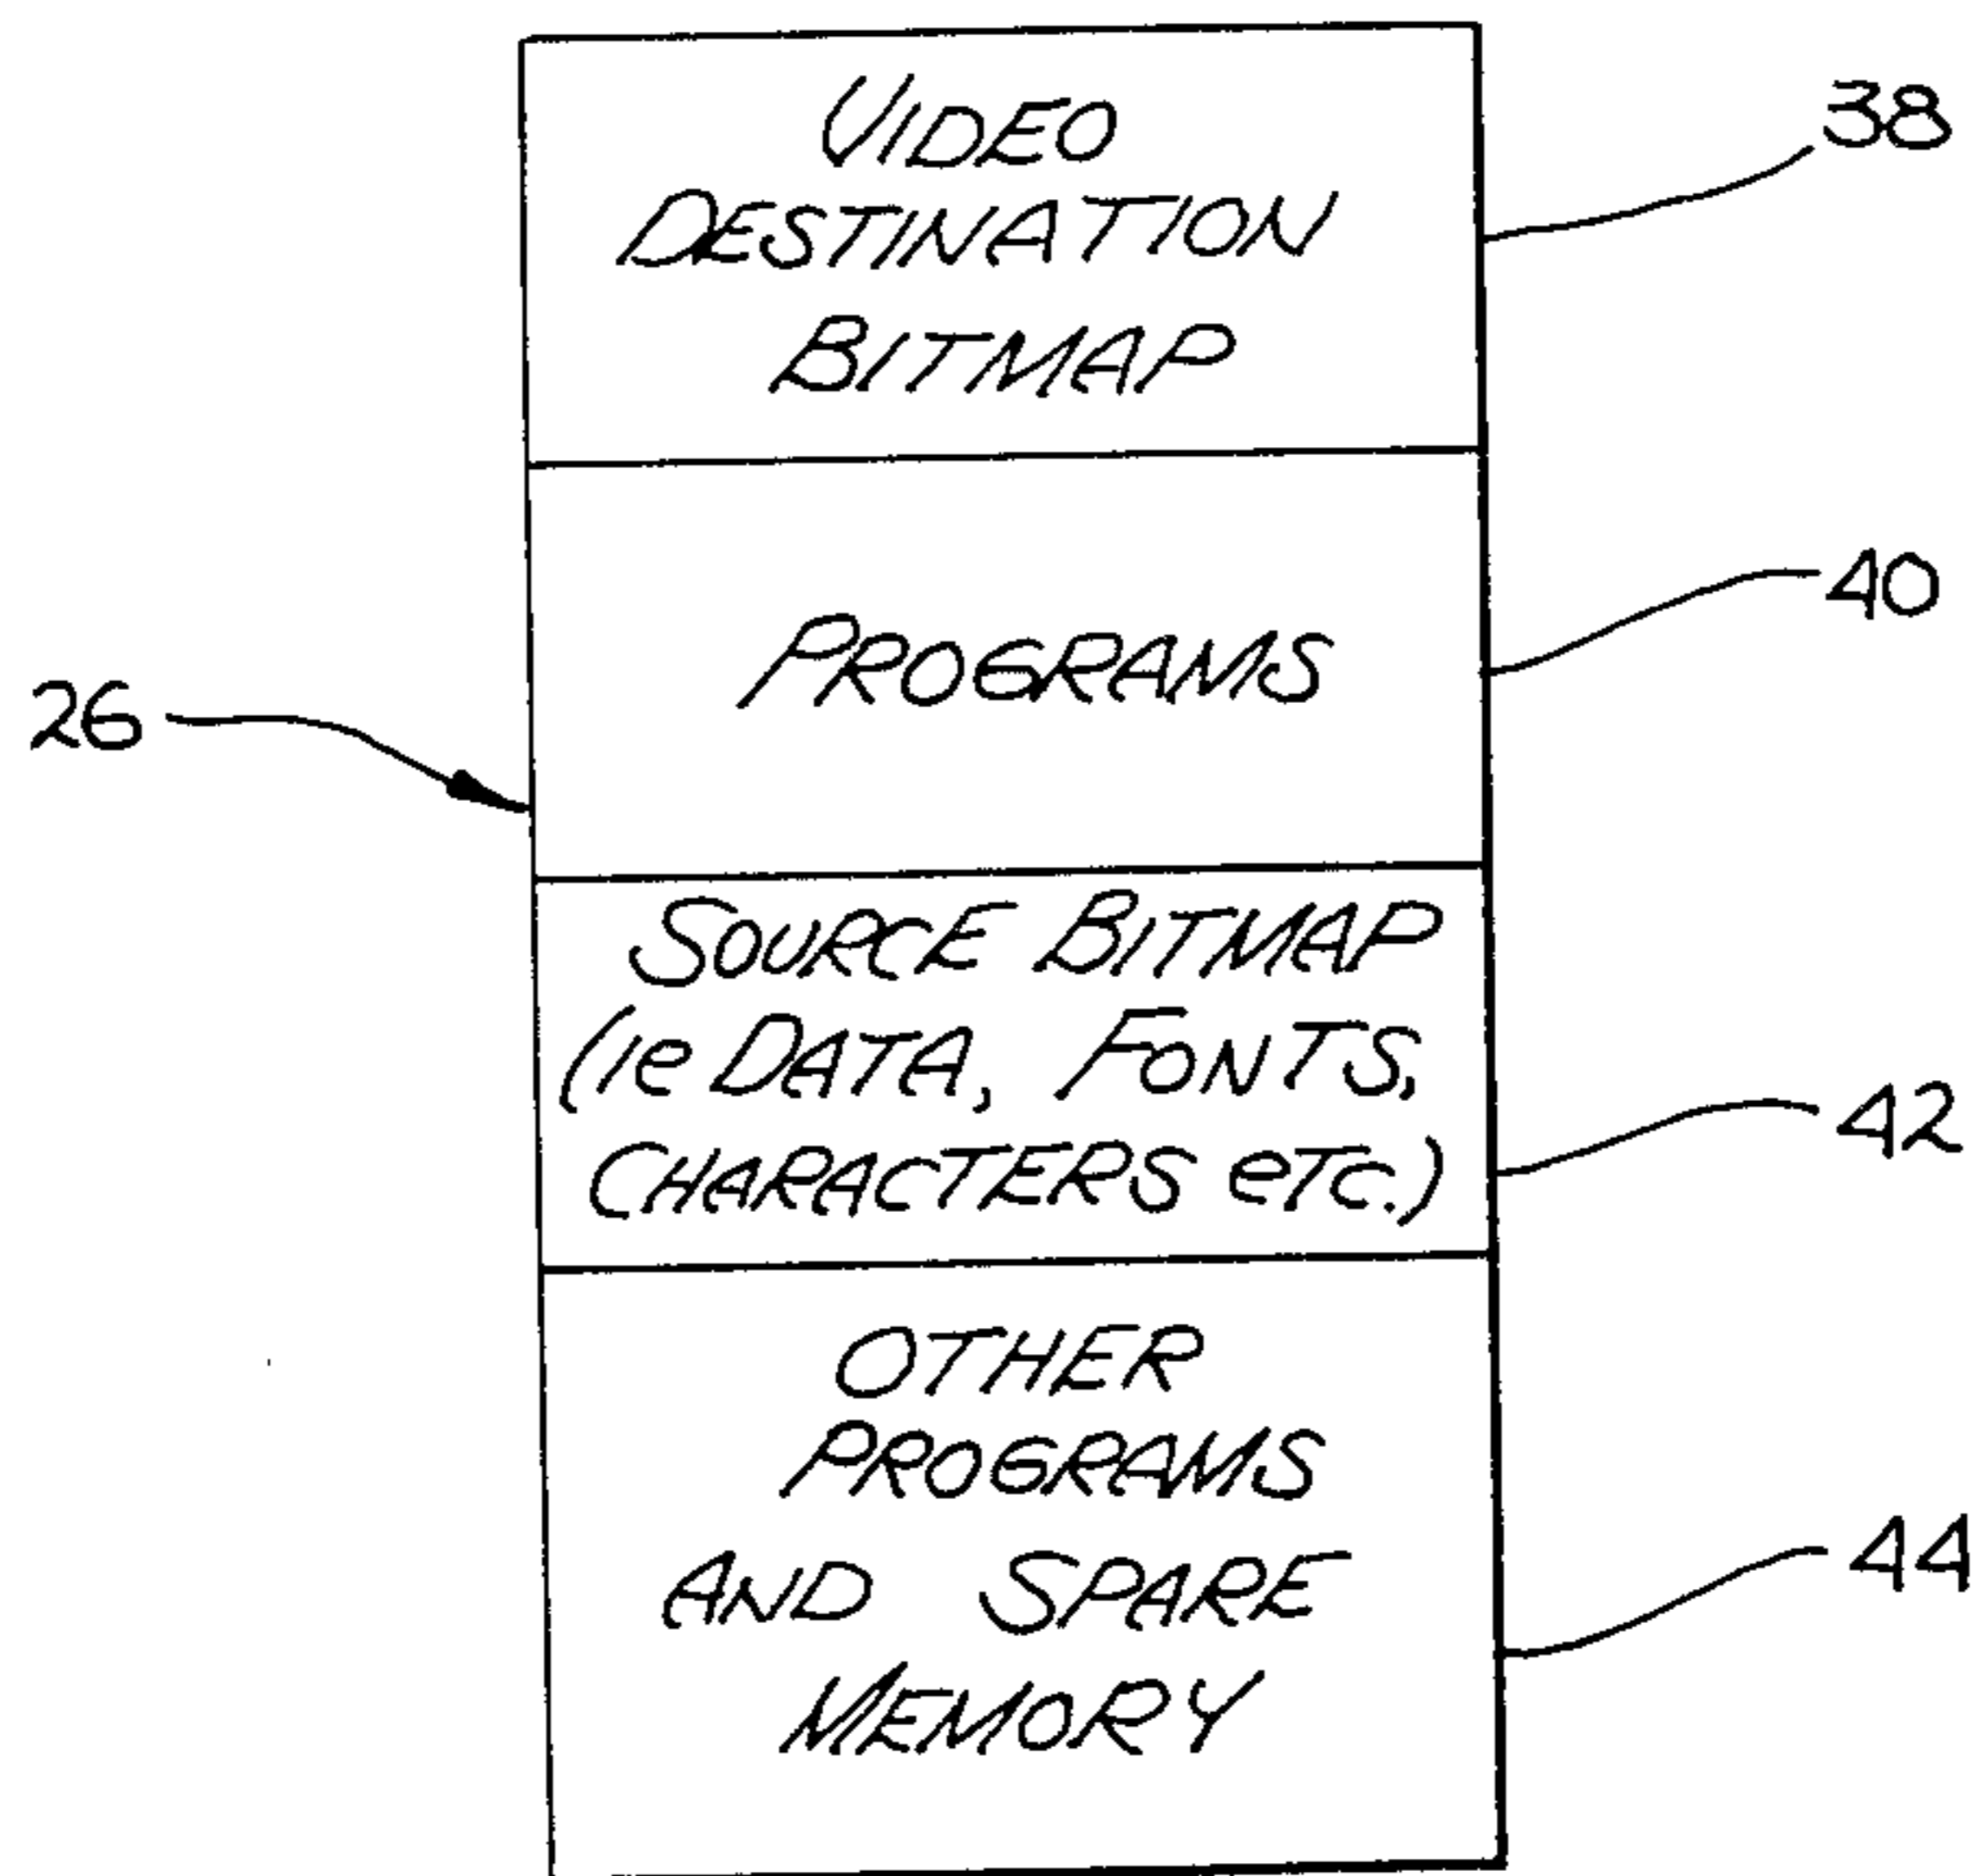 VIDEO
DESTINATION
BITMAP
38
PROGRAMS
40
26
SOURCE BITMAP
(ie DATA, FONTS,
CHARACTERS etc.)
42
OTHER
PROGRAMS
AND SPARE
MEMORY
44